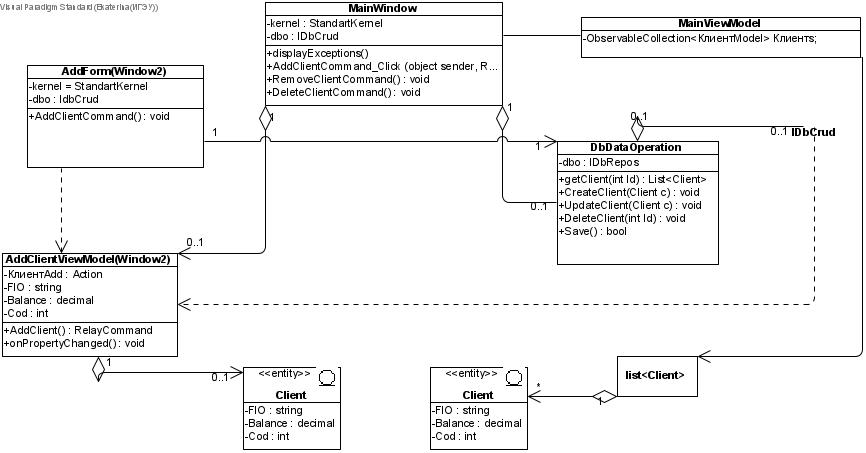 Visual Paradigm Standard (Ekaterina(ИГЭУ))
MainWindow
-kernel : StandartKernel
-dbo : IDbCrud
+displayExceptions()
+AddClientCommand_Click (object sender, R...
+RemoveClientCommand() : void
+DeleteClientCommand() : void
MainViewModel
-ObservableCollection<КлиентModel> Клиентs;
AddForm(Window2)
-kernel = StandartKernel
-dbo : IdbCrud
+AddClientCommand() : void
1
1
1
1
0..1
0..1
IDbCrud
DbDataOperation
-dbo : IDbRepos
+getClient(int Id) : List<Client>
+CreateClient(Client c) : void
+UpdateClient(Client c) : void
+DeleteClient(int Id) : void
+Save() : bool
0..1
0..1
AddClientViewModel(Window2)
-КлиентAdd : Action
-FIO : string
-Balance : decimal
-Cod : int
+AddClient() : RelayCommand
+onPropertyChanged() : void
1
0..1
<<entity>>
Client
-FIO : string
-Balance : decimal
-Cod : int
<<entity>>
Client
-FIO : string
-Balance : decimal
-Cod : int
*
1
list<Client>